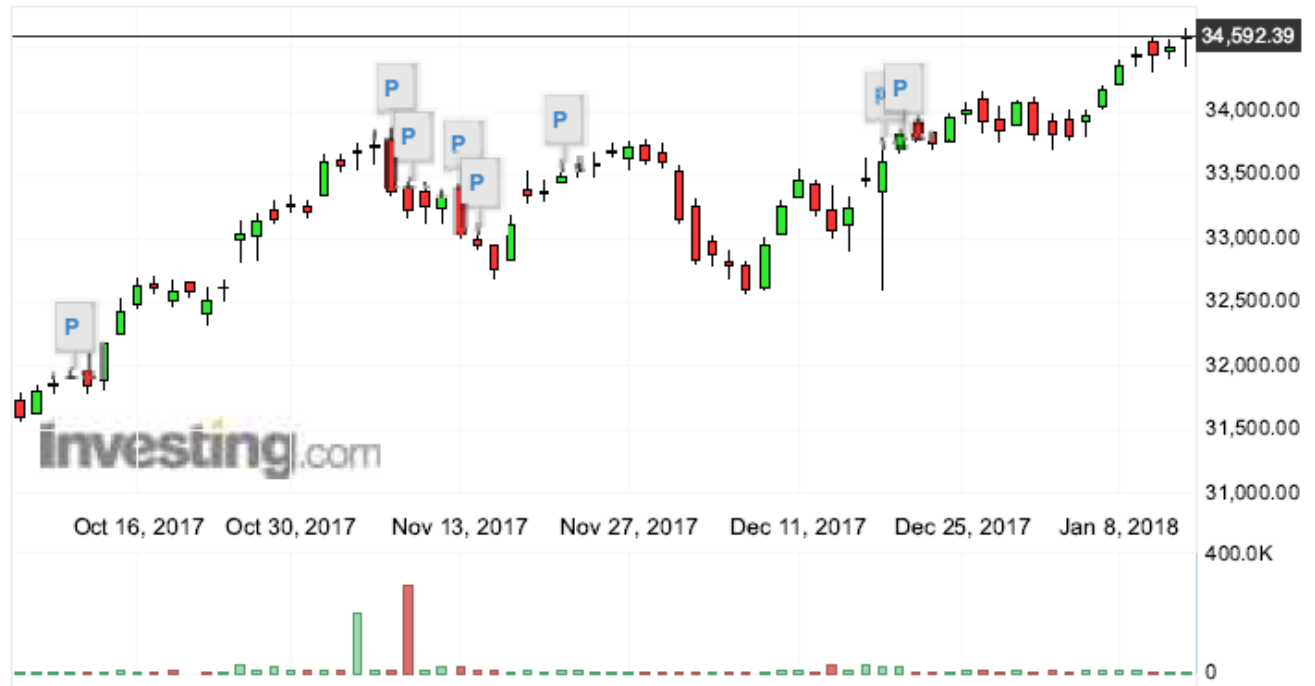 34,592.39
P
P
P
P
P
P
P
P
34,000.00
33,500.00
33,000.00
32,500.00
32,000.00
31,500.00
31,000.00
Investing.com
Oct 16, 2017 Oct 30, 2017 Nov 13, 2017 Nov 27, 2017 Dec 11, 2017 Dec 25, 2017 Jan 8, 2018
400.0K
0